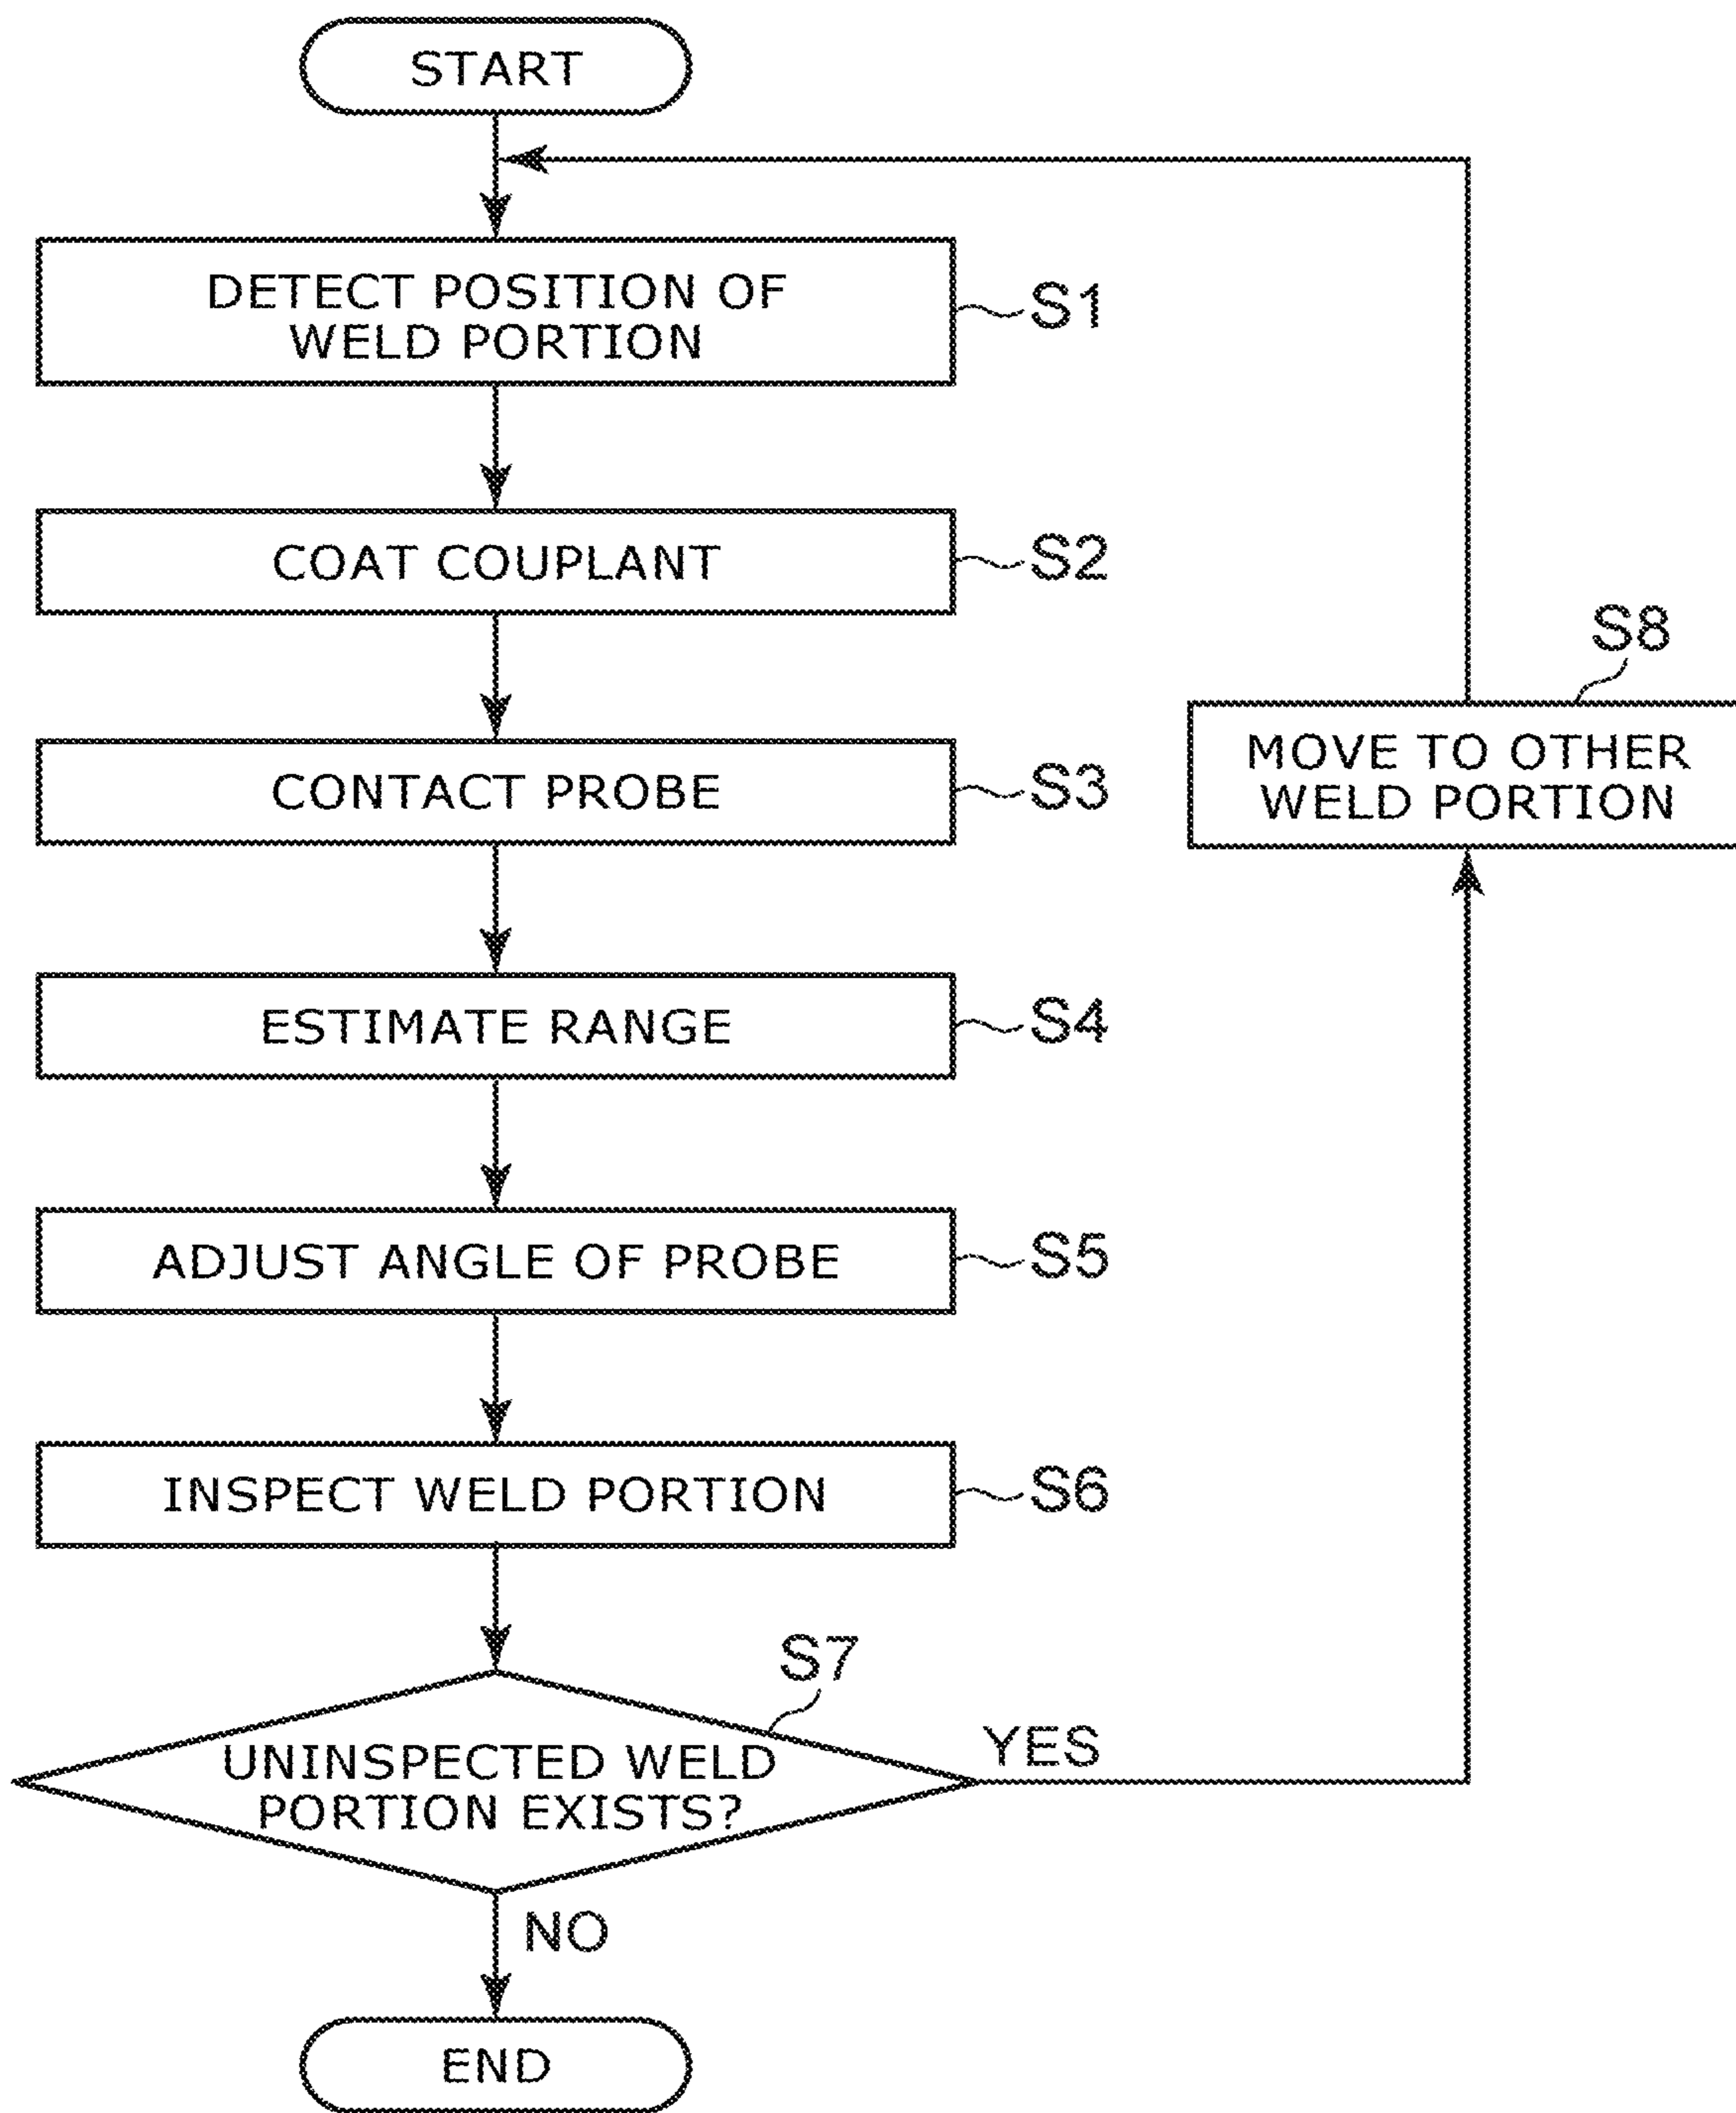 START
DETECT POSITION OF
WELD PORTION
S1
COAT COUPLANT
S2
S8
CONTACT PROBE
S3
MOVE TO OTHER
WELD PORTION
ESTIMATE RANGE
S4
ADJUST ANGLE OF PROBE
S5
INSPECT WELD PORTION
S6
S7
UNINSPECTED WELD
PORTION EXISTS?
YES
NO
END